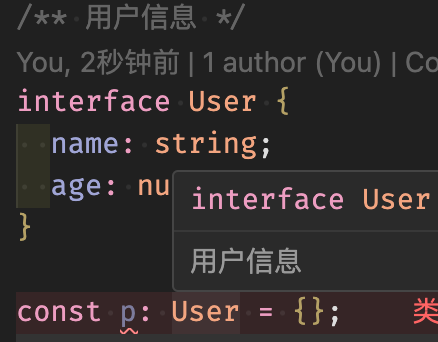 /** 用户信息 */
You, 2秒钟前 | 1 author (You) | Co
interface User {
name: string;
age: nu
interface User
}
用户信息
const p: User = {}; 类